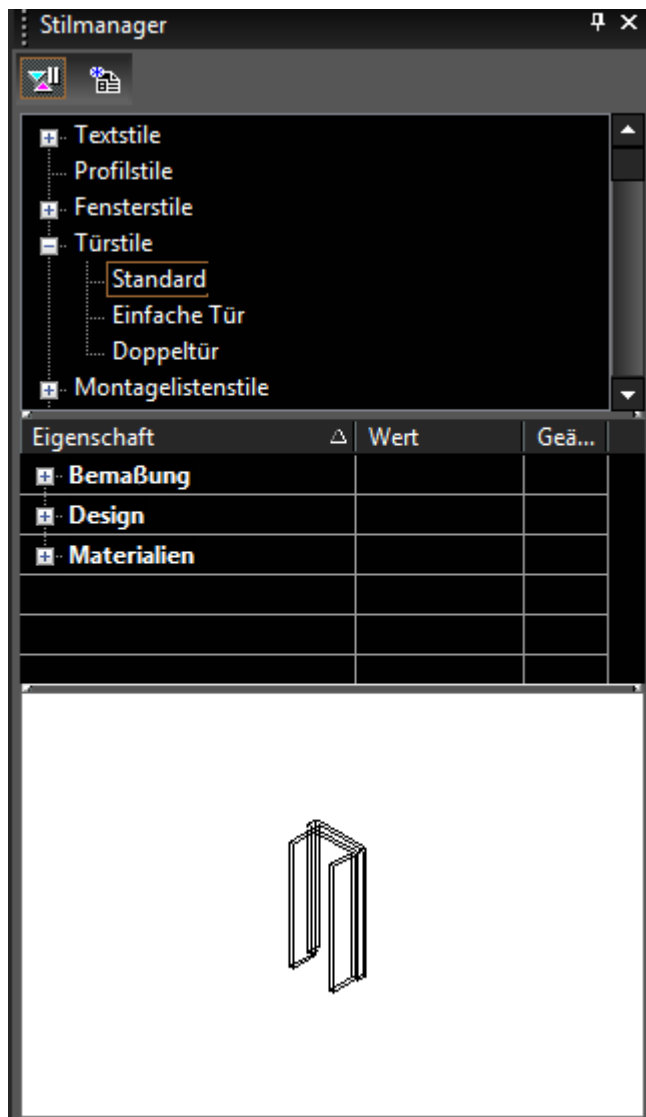 Stilmanager
Textstile
Profilstile
Fensterstile
Türstile
Standard
Einfache Tür
Doppeltür
Montagelistenstile
Eigenschaft Wert Geä...
Bemaßung
Design
Materialien